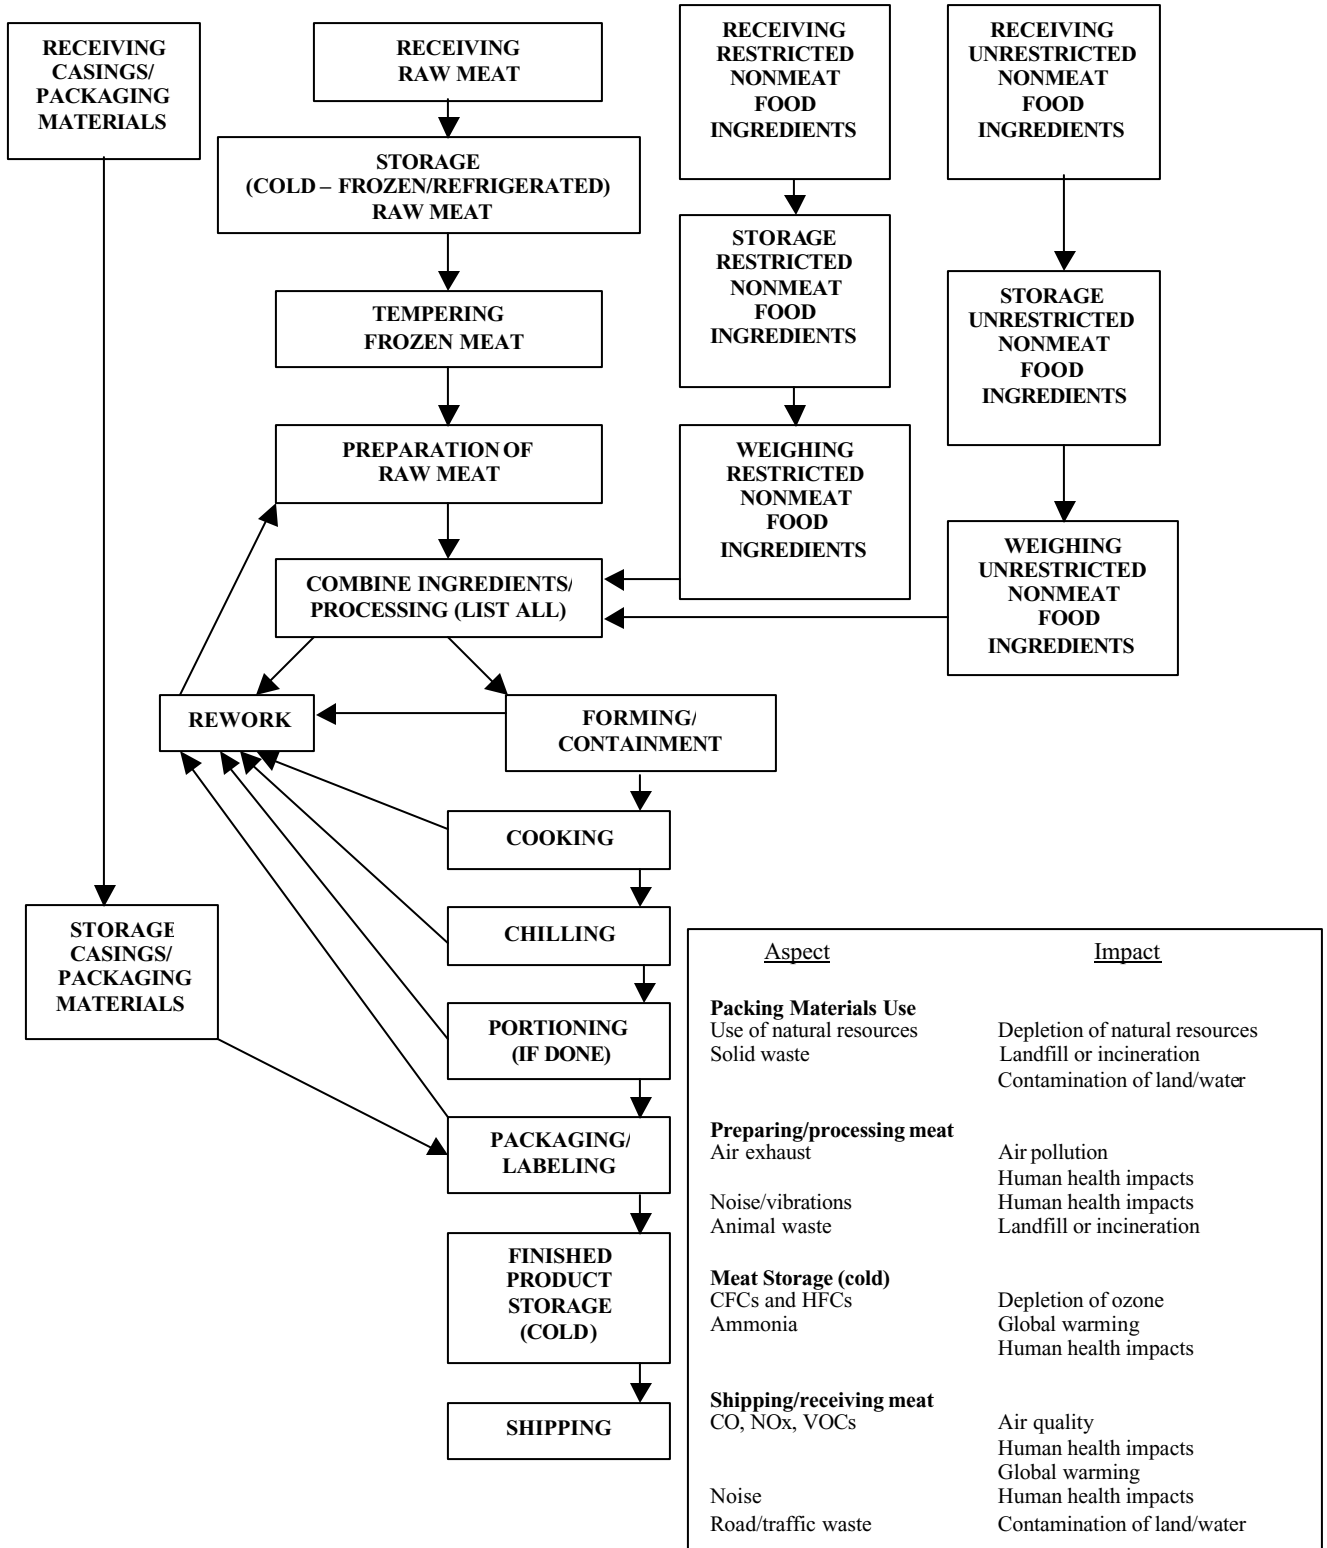 RECEIVING
CASINGS/
PACKAGING
MATERIALS
RECEIVING
RAW MEAT
RECEIVING
RESTRICTED
NONMEAT
FOOD
INGREDIENTS
RECEIVING
UNRESTRICTED
NONMEAT
FOOD
INGREDIENTS
STORAGE
(COLD – FROZEN/REFRIGERATED)
RAW MEAT
STORAGE
RESTRICTED
NONMEAT
FOOD
INGREDIENTS
STORAGE
UNRESTRICTED
NONMEAT
FOOD
INGREDIENTS
TEMPERING
FROZEN MEAT
PREPARATION OF
RAW MEAT
WEIGHING
RESTRICTED
NONMEAT
FOOD
INGREDIENTS
WEIGHING
UNRESTRICTED
NONMEAT
FOOD
INGREDIENTS
COMBINE INGREDIENTS/
PROCESSING (LIST ALL)
REWORK
FORMING/
CONTAINMENT
COOKING
CHILLING
STORAGE
CASINGS/
PACKAGING
MATERIALS
PORTIONING
(IF DONE)
PACKAGING/
LABELING
FINISHED
PRODUCT
STORAGE
(COLD)
SHIPPING
Aspect Impact
Packing Materials Use
Use of natural resources Depletion of natural resources
Solid waste Landfill or incineration
Contamination of land/water
Preparing/processing meat
Air exhaust Air pollution
Human health impacts
Noise/vibrations Human health impacts
Animal waste Landfill or incineration
Meat Storage (cold)
CFCs and HFCs Depletion of ozone
Ammonia Global warming
Human health impacts
Shipping/receiving meat
CO, NOx, VOCs Air quality
Human health impacts
Global warming
Noise Human health impacts
Road/traffic waste Contamination of land/water